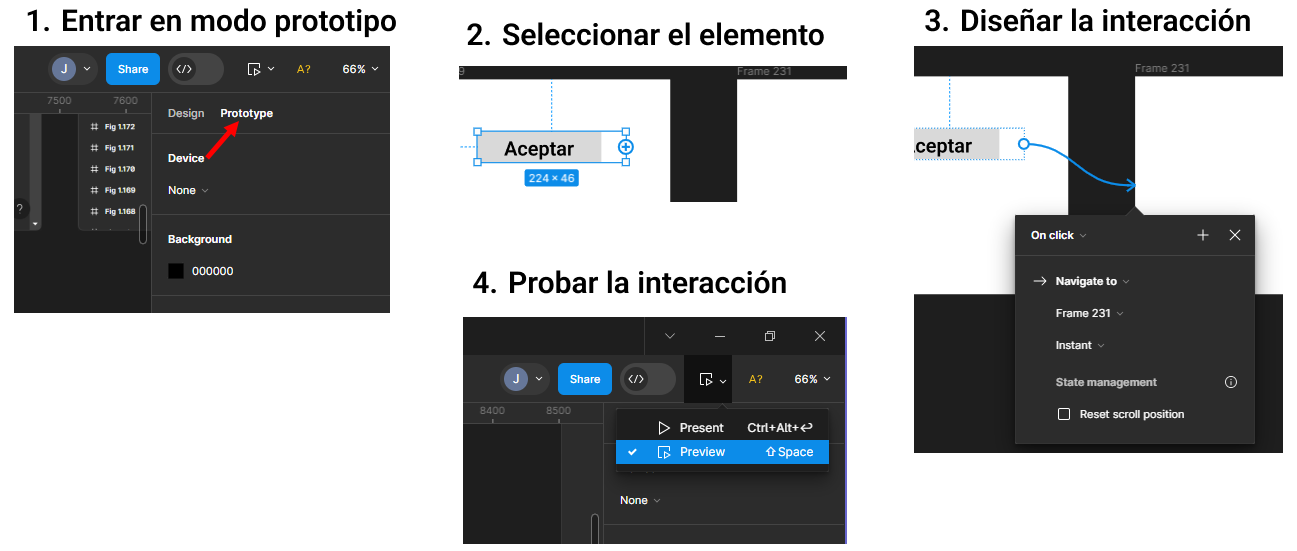 1. Entrar en modo prototipo
J
Share
</>
A?
66%
7500
7600
Fig 1.172
Fig 1.171
Fig 1.170
Fig 1.169
Fig 1.168
?
Design
Prototype
Device
None
Background
000000
2. Seleccionar el elemento
9
Frame 231
Aceptar
224 × 46
3. Diseñar la interacción
Frame 231
ceptar
On click
Navigate to
Frame 231
Instant
State management
Reset scroll position
4. Probar la interacción
J
Share
</>
A?
66%
8400
8500
Present
Ctrl+Alt+↵
Preview
⇧Space
None